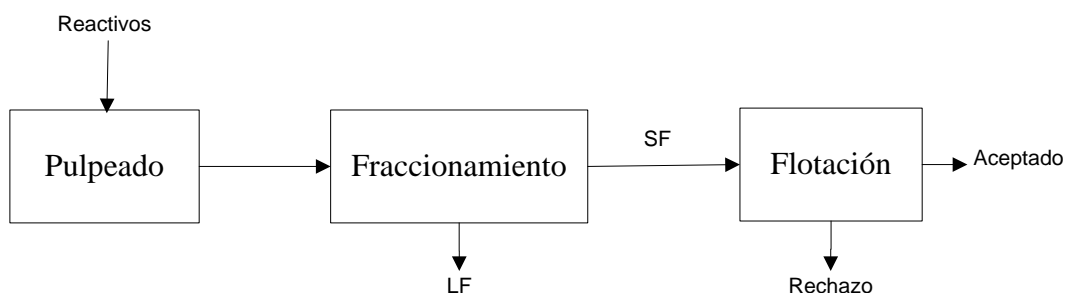 Reactivos
Pulpeado
Fraccionamiento
SF
Flotación
Aceptado
LF
Rechazo